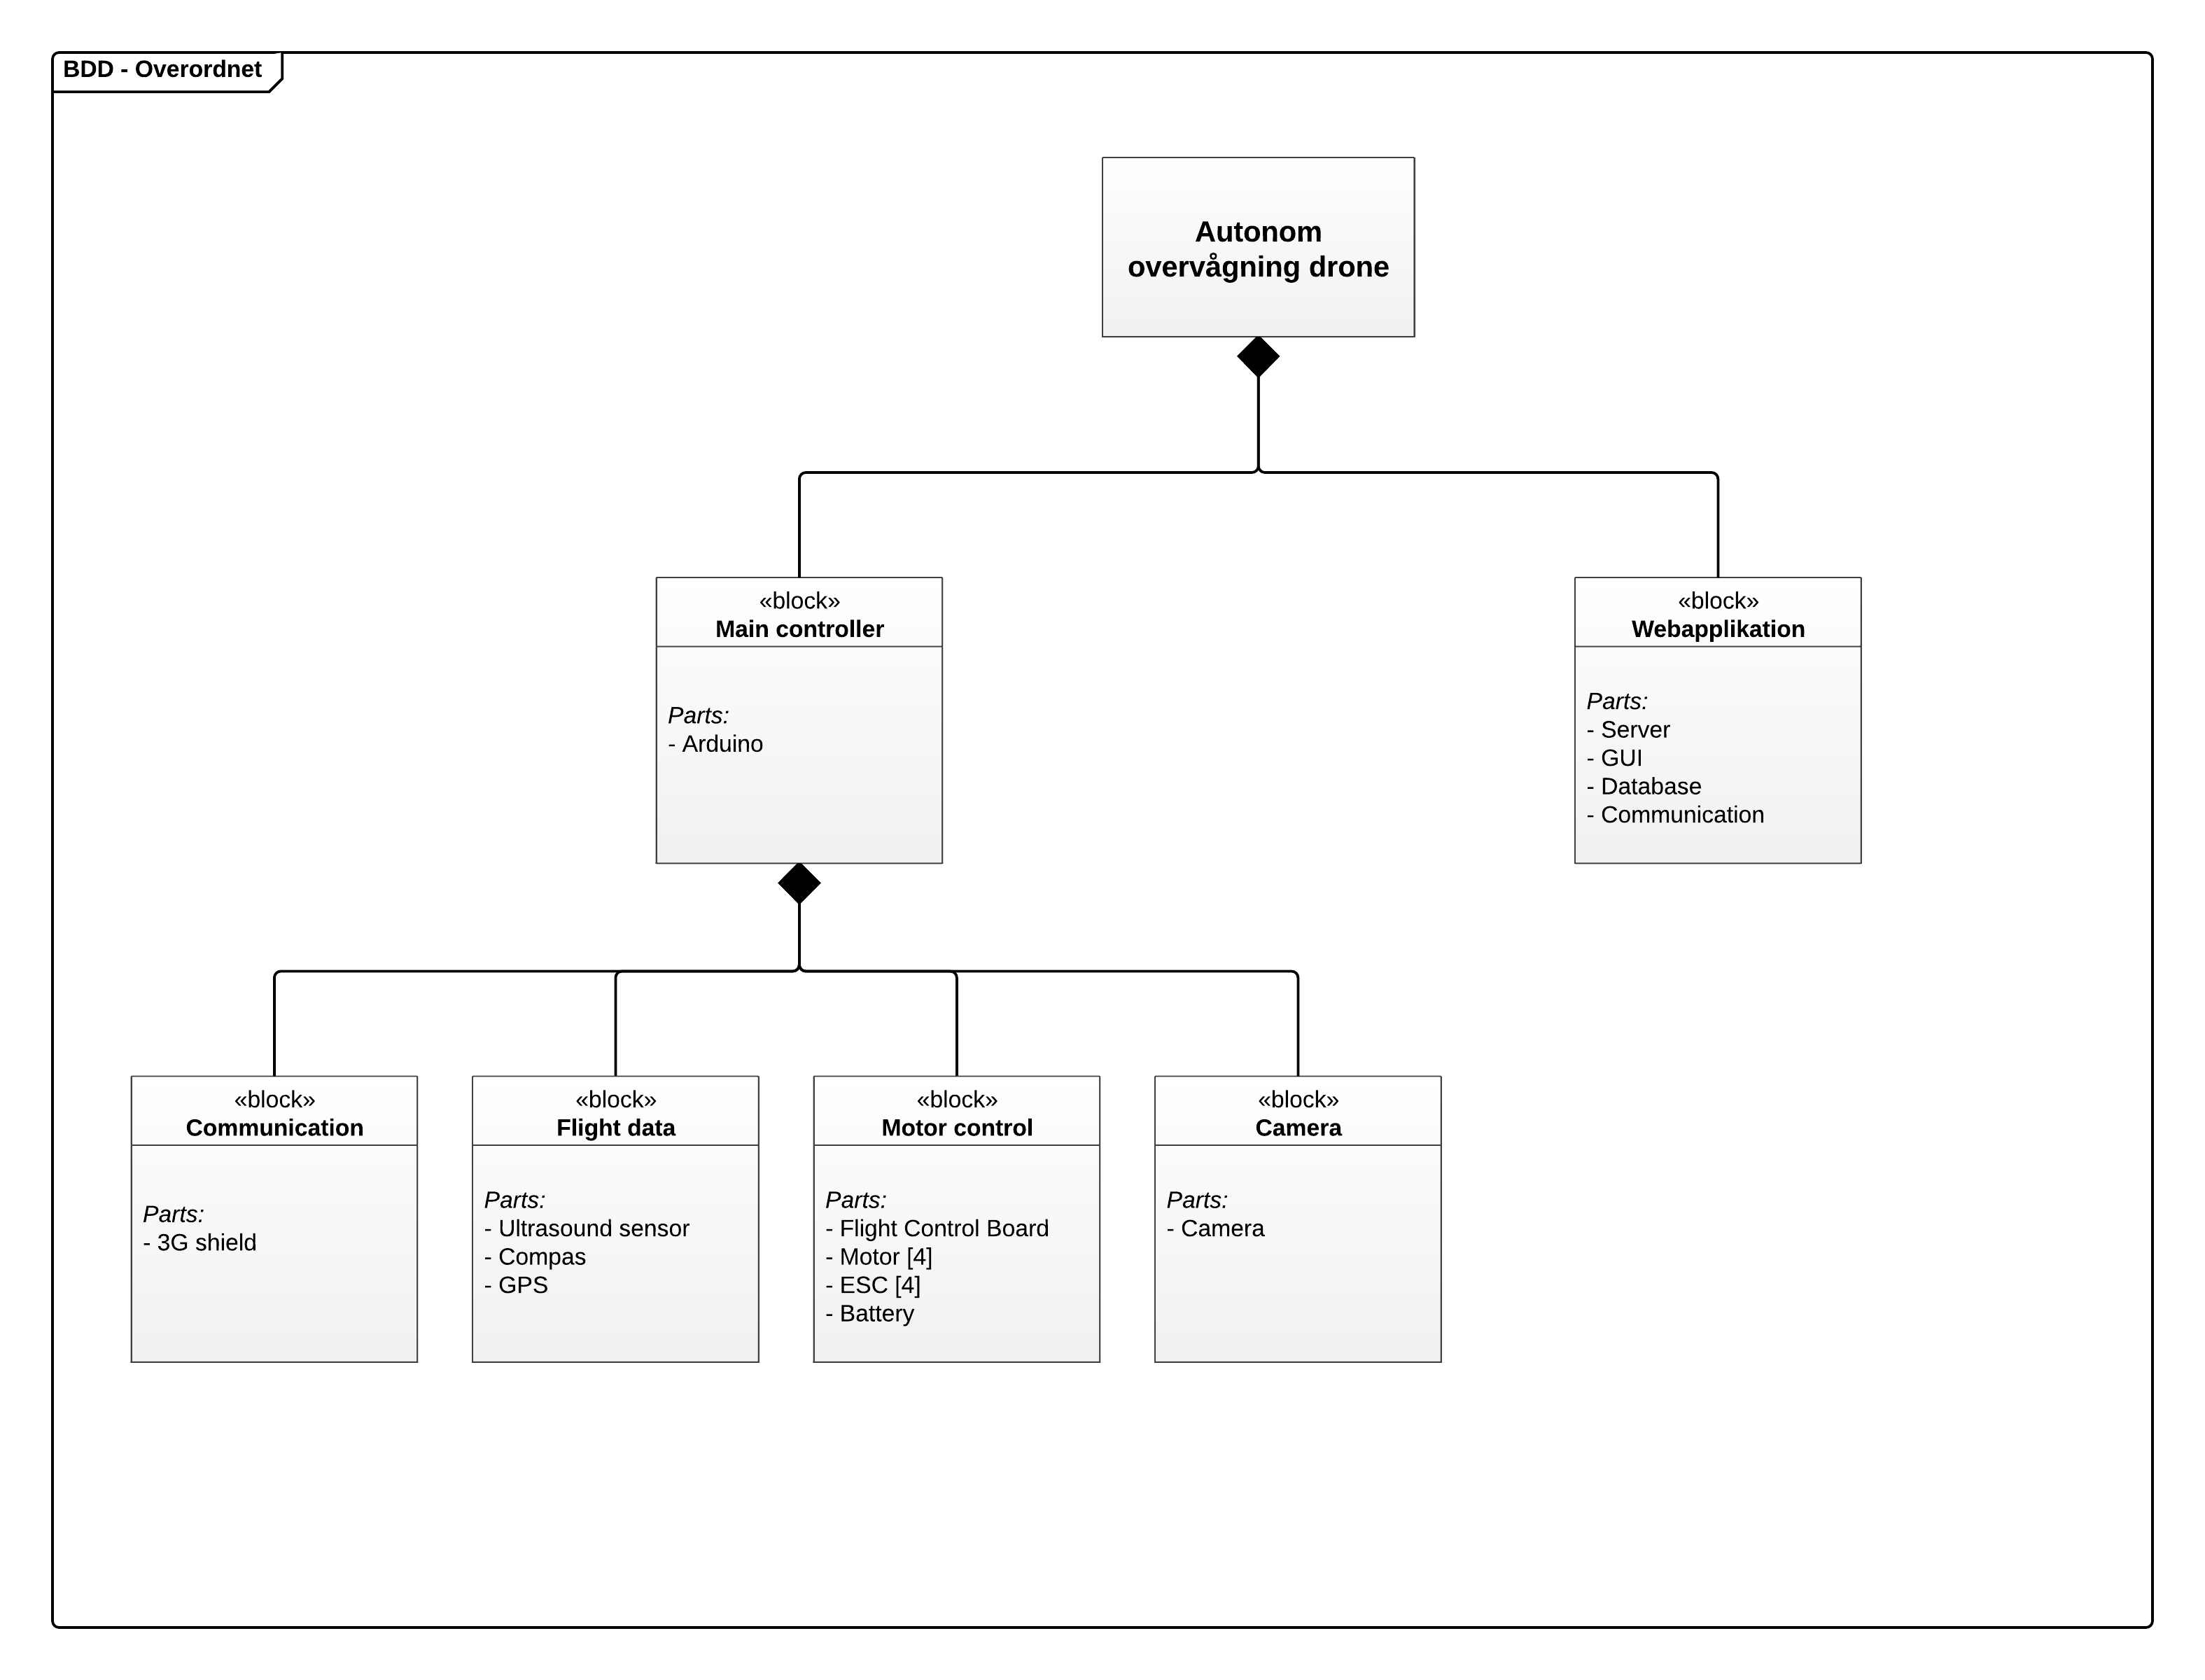 BDD - Overordnet
Autonom
overvågning drone
«block»
Main controller
Parts:
- Arduino
«block»
Webapplikation
Parts:
- Server
- GUI
- Database
- Communication
«block»
Communication
Parts:
- 3G shield
«block»
Flight data
Parts:
- Ultrasound sensor
- Compas
- GPS
«block»
Motor control
Parts:
- Flight Control Board
- Motor [4]
- ESC [4]
- Battery
«block»
Camera
Parts:
- Camera